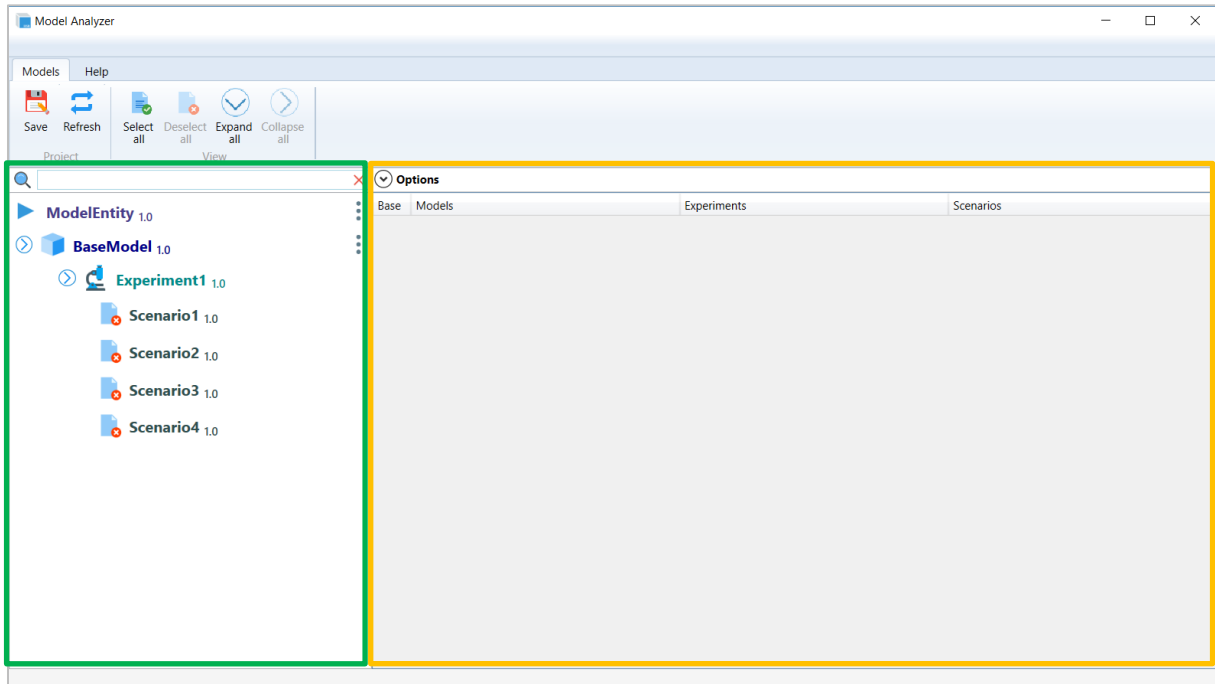 Model Analyzer
Models Help
Save Refresh Select all Deselect all Expand all Collapse all
Project View
Options
Base Models Experiments Scenarios
ModelEntity 1.0
BaseModel 1.0
Experiment1 1.0
Scenario1 1.0
Scenario2 1.0
Scenario3 1.0
Scenario4 1.0